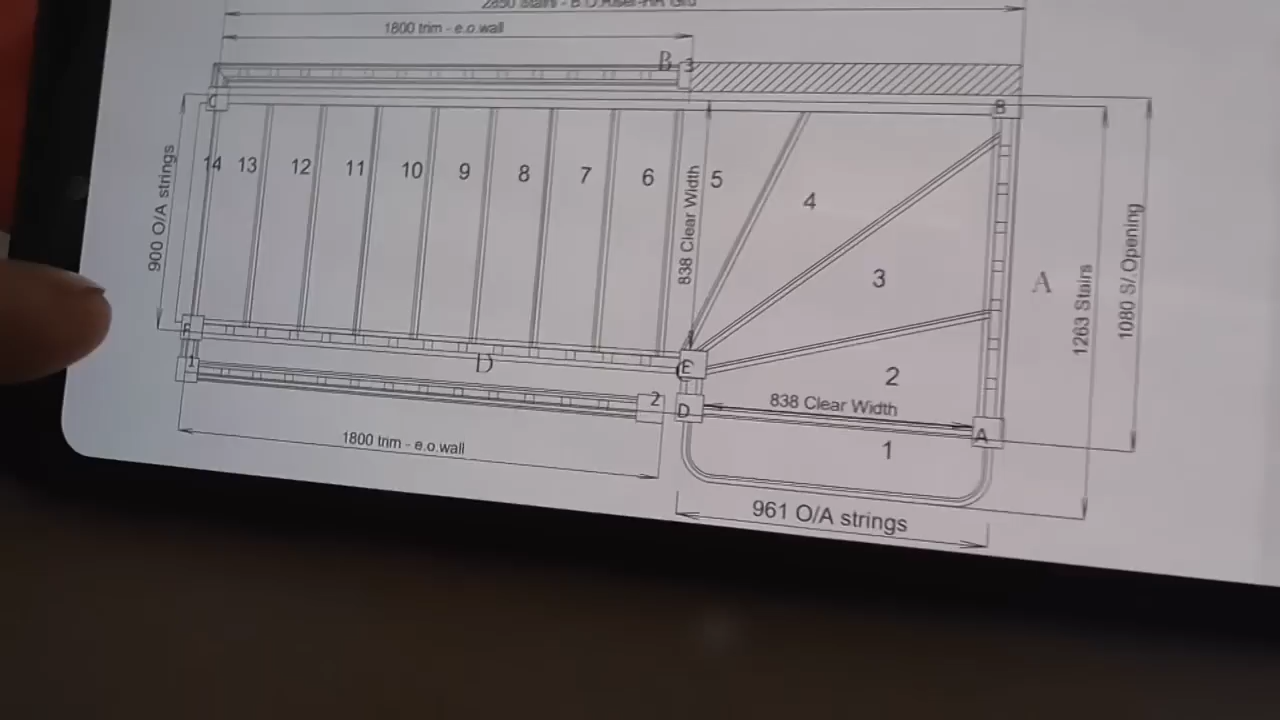 1800 trim - e.o.wall
B 3
C
B
14 13 12 11 10 9 8 7 6 5 4
900 O/A strings
838 Clear Width
3
A
1263 Stairs
1080 S/ Opening
F
E
D
2
1
2
D
838 Clear Width
A
1
1800 trim - e.o.wall
961 O/A strings